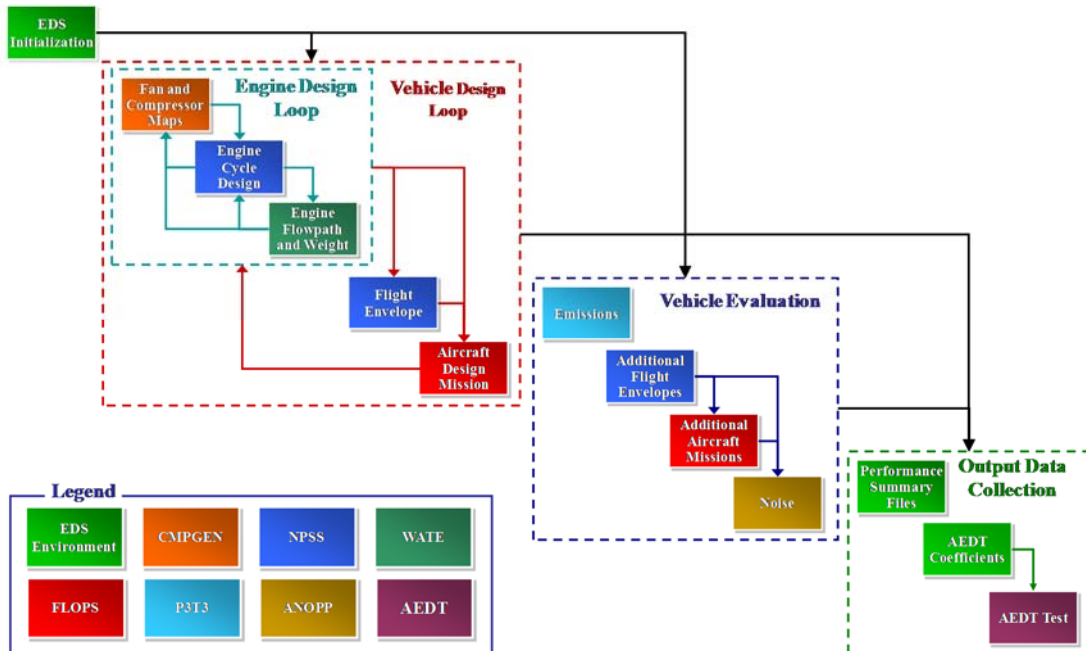 EDS
Initialization
Engine Design
Loop
Vehicle Design
Loop
Fan and
Compressor
Maps
Engine
Cycle
Design
Engine
Flowpath
and Weight
Flight
Envelope
Aircraft
Design
Mission
Vehicle Evaluation
Emissions
Additional
Flight
Envelopes
Additional
Aircraft
Missions
Noise
Output Data
Collection
Performance
Summary
Files
AEDT
Coefficients
AEDT Test
Legend
EDS
Environment
CMPGEN
NPSS
WATE
FLOPS
P3T3
ANOPP
AEDT